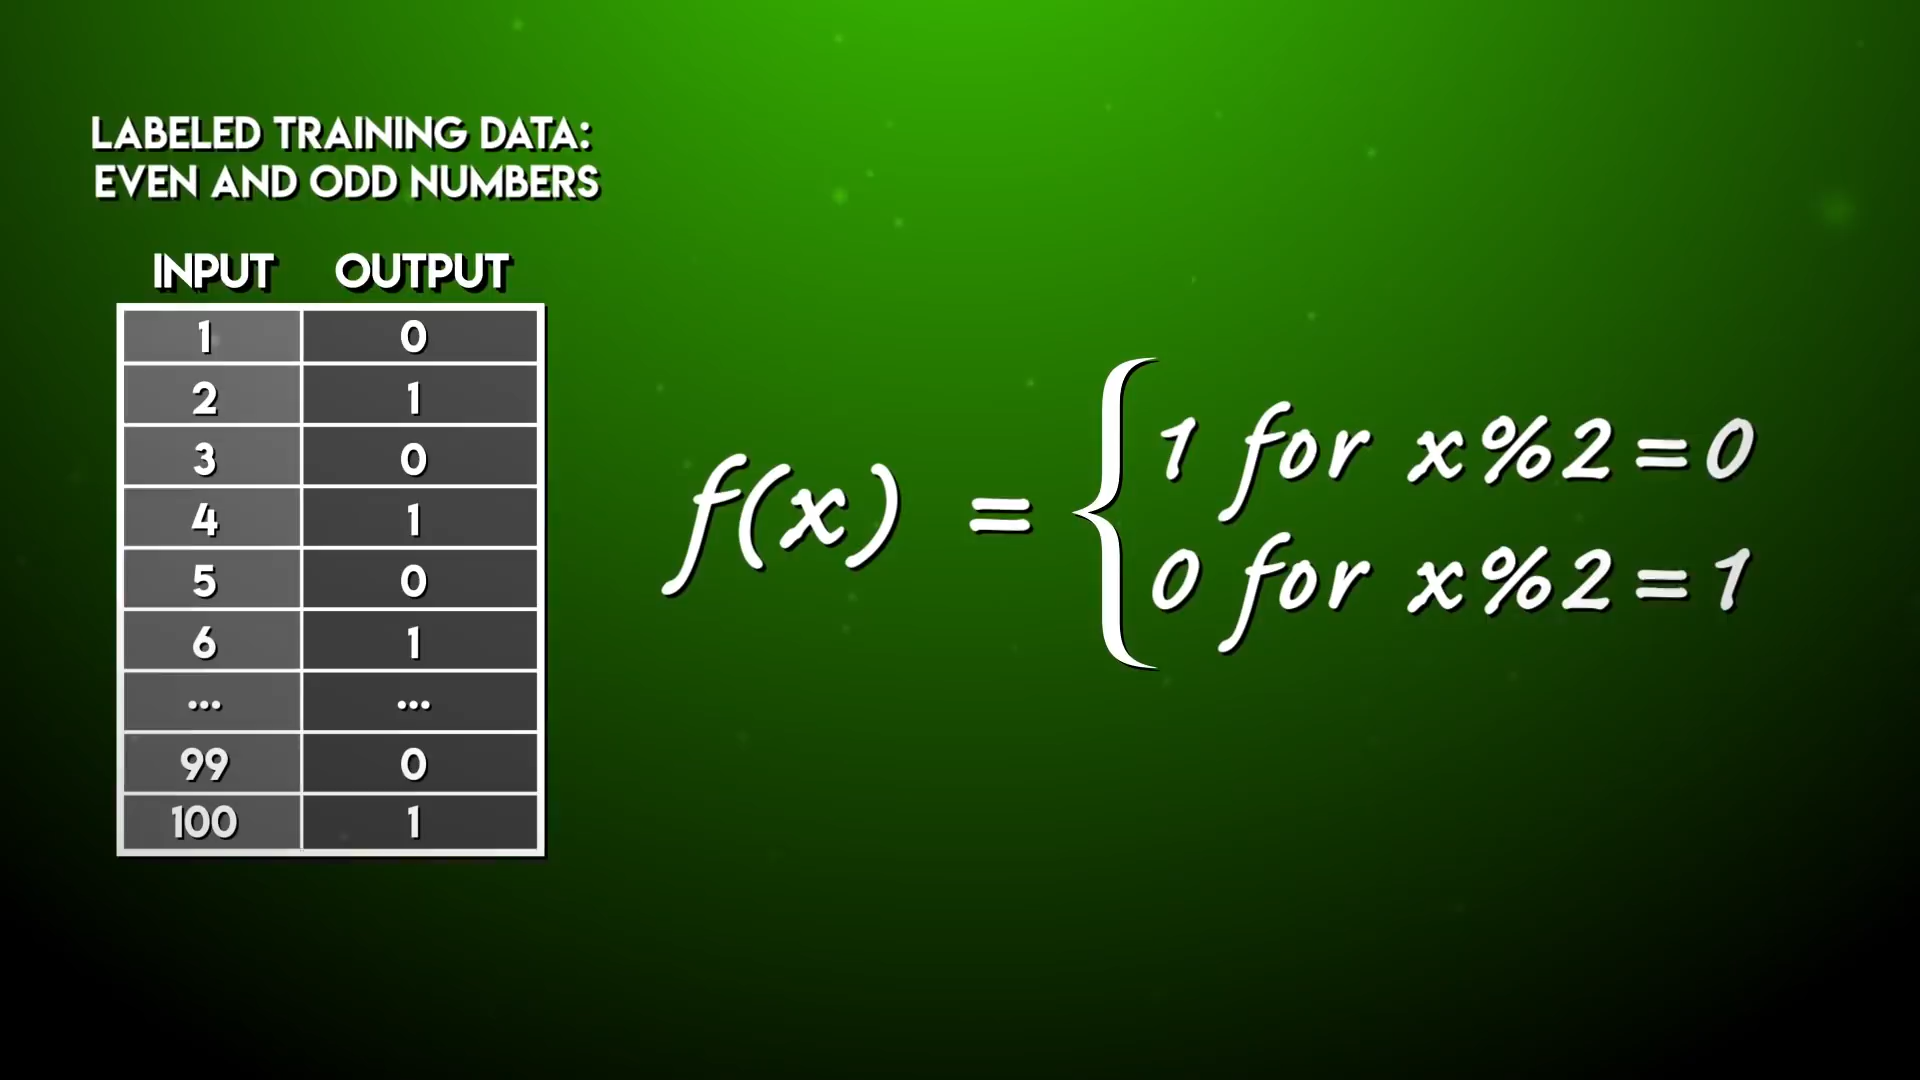 LABELED TRAINING DATA:
EVEN AND ODD NUMBERS
INPUT OUTPUT
1 0
2 1
3 0
4 1
5 0
6 1
... ...
99 0
100 1
f(x) = {
1 for x%2=0
0 for x%2=1